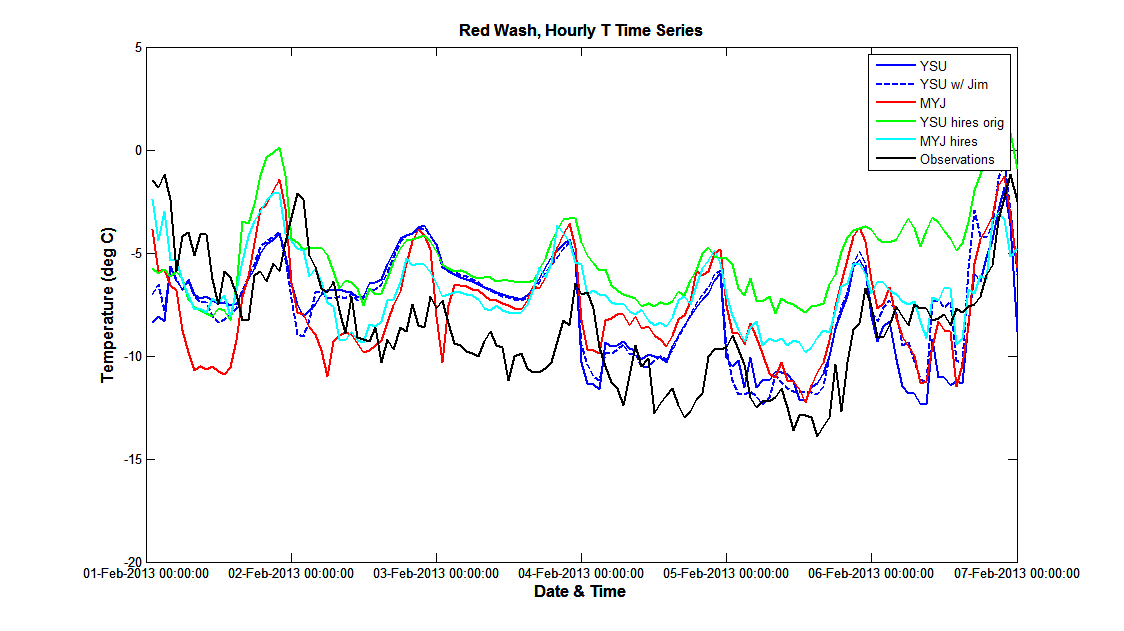 Red Wash, Hourly T Time Series
5
0
-5
-10
-15
-20
Temperature (deg C)
YSU
YSU w/ Jim
MYJ
YSU hires orig
MYJ hires
Observations
01-Feb-2013 00:00:00 02-Feb-2013 00:00:00 03-Feb-2013 00:00:00 04-Feb-2013 00:00:00 05-Feb-2013 00:00:00 06-Feb-2013 00:00:00 07-Feb-2013 00:00:00
Date & Time